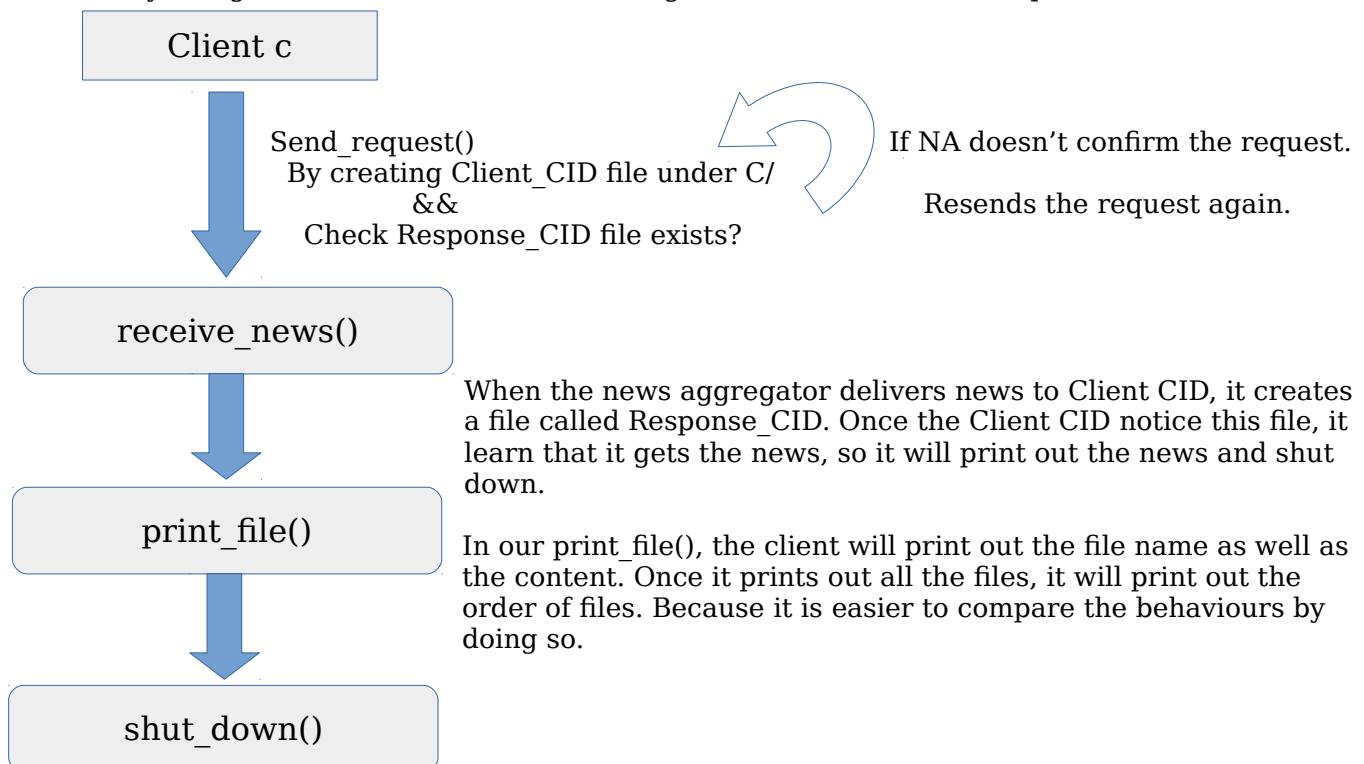 Client c
Send_request()
By creating Client_CID file under C/
&&
Check Response_CID file exists?
If NA doesn’t confirm the request.
Resends the request again.
receive_news()
When the news aggregator delivers news to Client CID, it creates
a file called Response_CID. Once the Client CID notice this file, it
learn that it gets the news, so it will print out the news and shut
down.
print_file()
In our print_file(), the client will print out the file name as well as
the content. Once it prints out all the files, it will print out the
order of files. Because it is easier to compare the behaviours by
doing so.
shut_down()